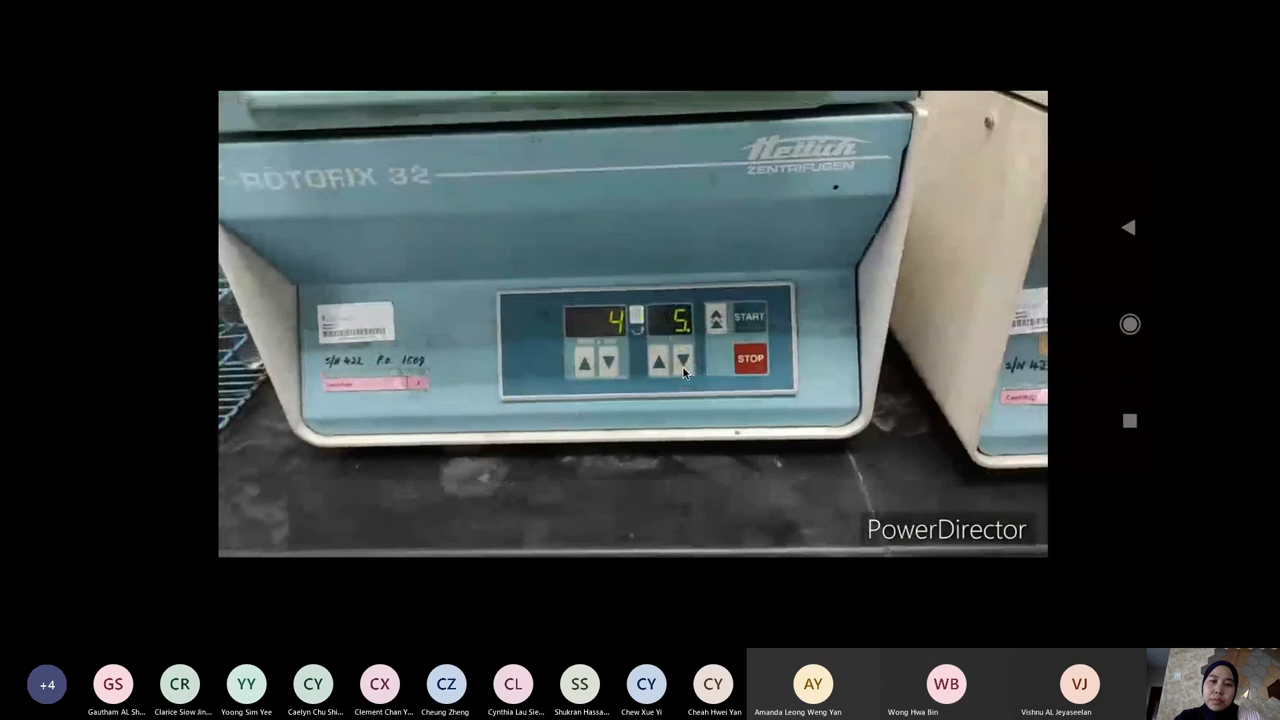 Hettich
ZENTRIFUGEN
ROTOFIX 32
4
5.
START
STOP
S/N 422 P.O. 1509
S/N 423
PowerDirector
+4
GS
CR
YY
CY
CX
CZ
CL
SS
CY
CY
AY
WB
VJ
Gautham AL Sh...
Clarice Siow Jin...
Yoong Sim Yee
Caelyn Chu Shi...
Clement Chan Y...
Cheung Zheng
Cynthia Lau Sie...
Shukran Hassa...
Chew Xue Yi
Cheah Hwei Yan
Amanda Leong Weng Yan
Wong Hwa Bin
Vishnu AL Jeyaseelan